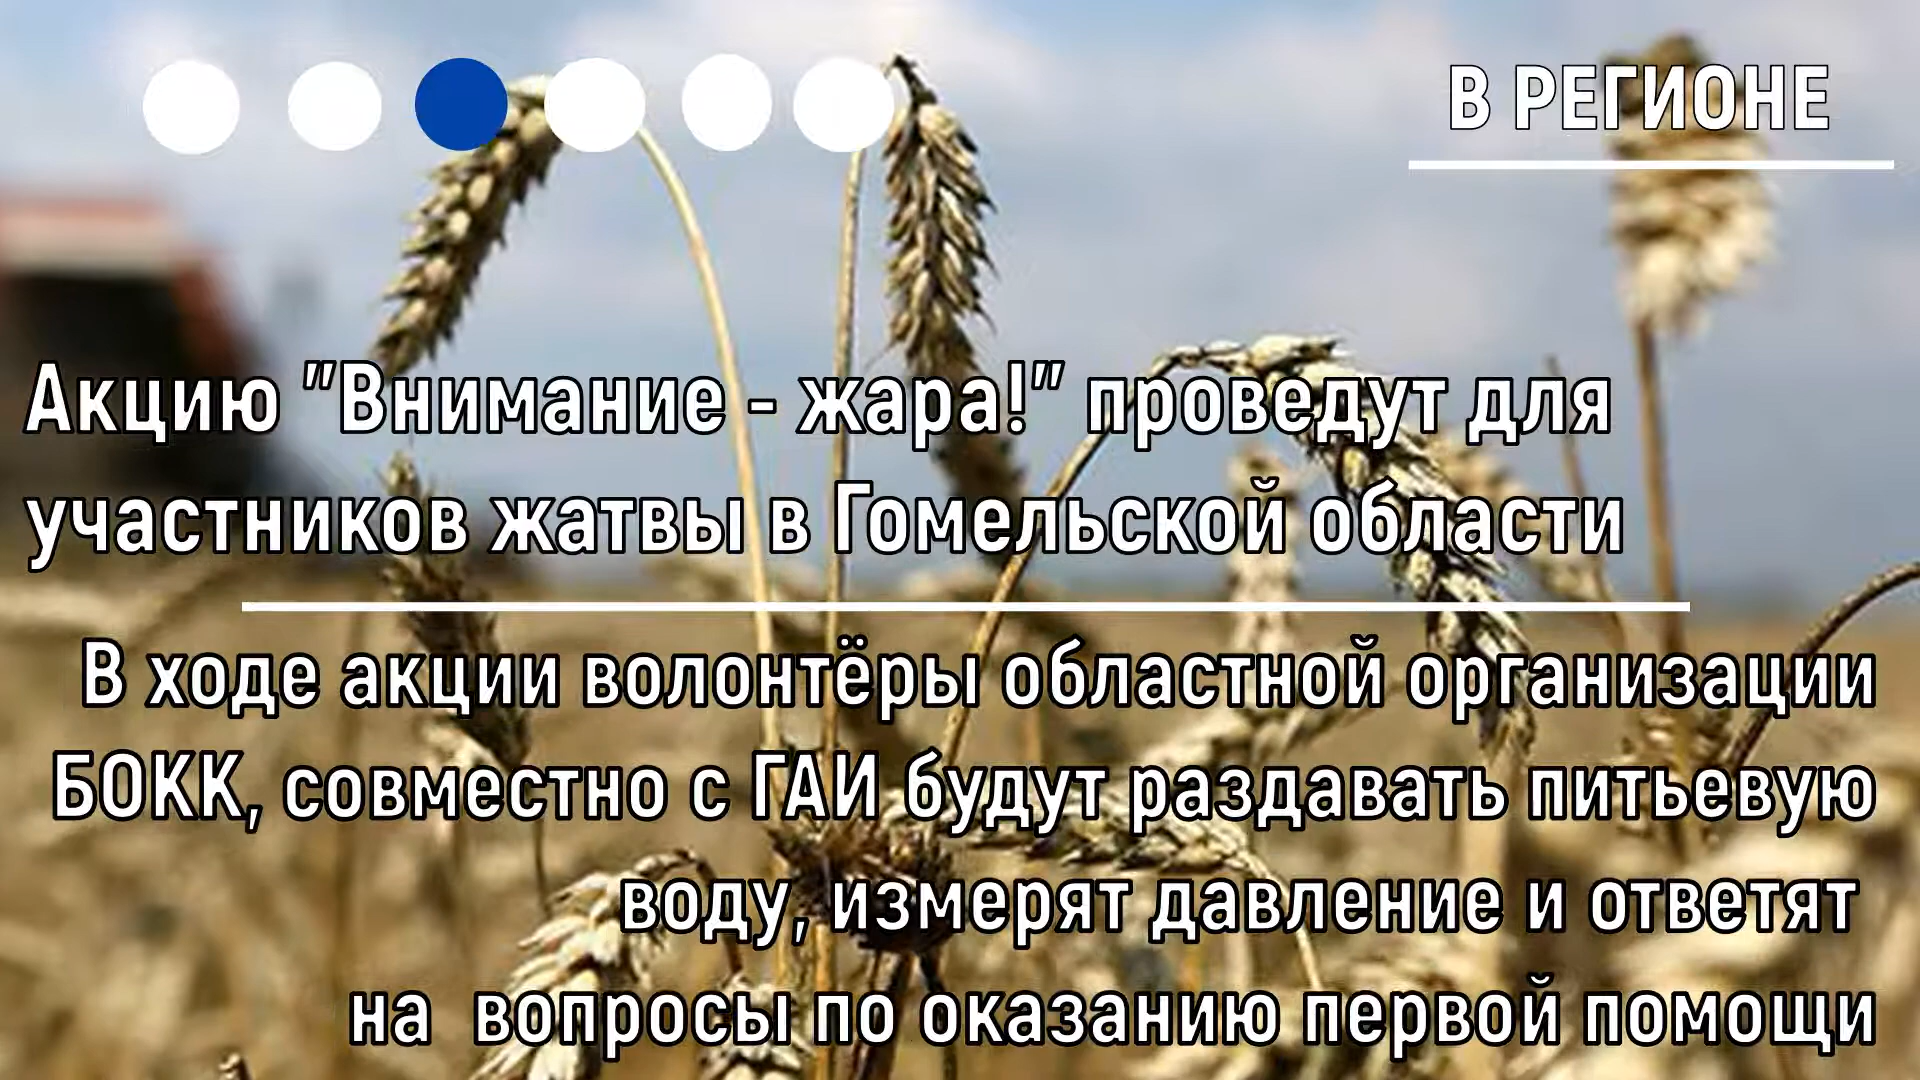 В РЕГИОНЕ
Акцию "Внимание - жара!" проведут для
участников жатвы в Гомельской области
В ходе акции волонтёры областной организации
БОКК, совместно с ГАИ будут раздавать питьевую
воду, измерят давление и ответят
на вопросы по оказанию первой помощи